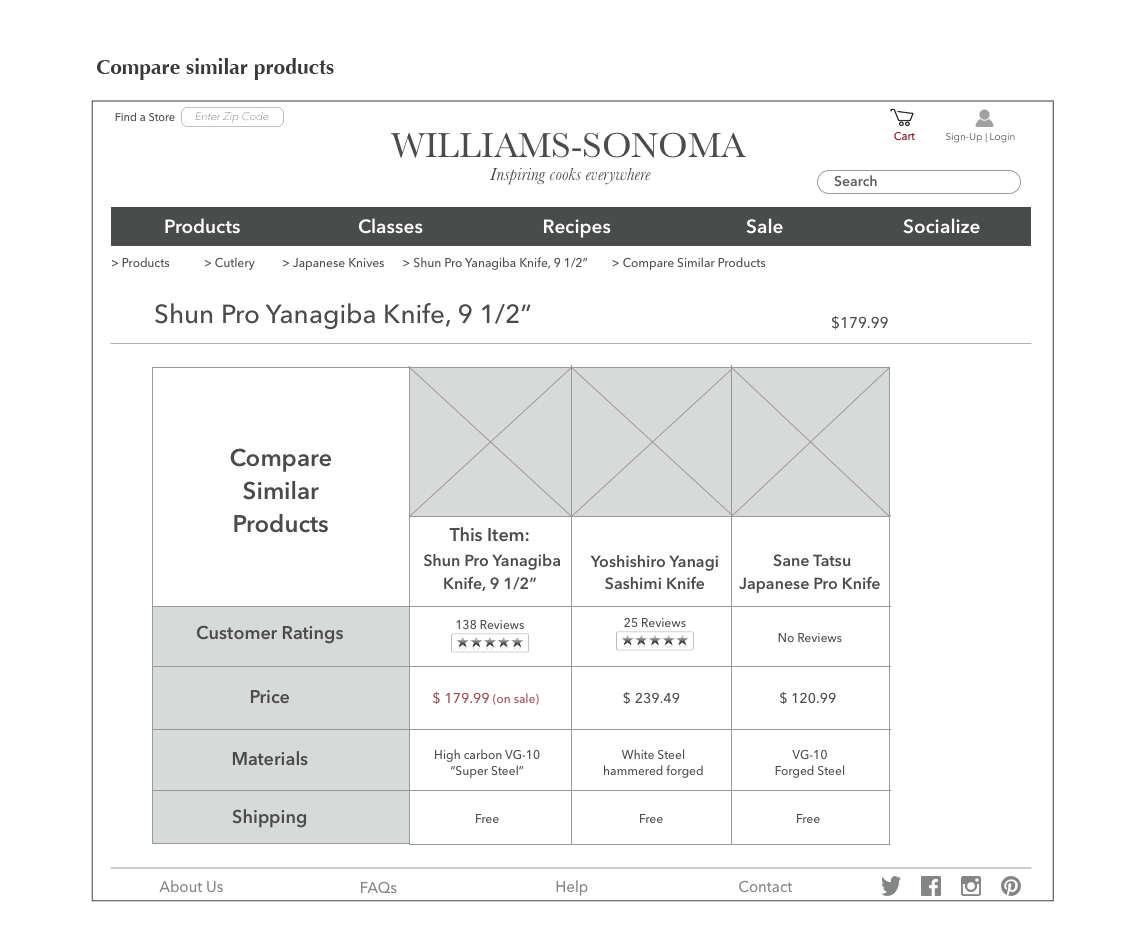 Compare similar products
Find a Store
Enter Zip Code
Cart
Sign-Up | Login
WILLIAMS-SONOMA
Inspiring cooks everywhere
Search
Products Classes Recipes Sale Socialize
> Products > Cutlery > Japanese Knives > Shun Pro Yanagiba Knife, 9 1/2” > Compare Similar Products
Shun Pro Yanagiba Knife, 9 1/2”
$179.99
Compare
Similar
Products
This Item:
Shun Pro Yanagiba
Knife, 9 1/2”
Yoshishiro Yanagi
Sashimi Knife
Sane Tatsu
Japanese Pro Knife
Customer Ratings
138 Reviews
25 Reviews
No Reviews
Price
$ 179.99 (on sale)
$ 239.49
$ 120.99
Materials
High carbon VG-10
“Super Steel”
White Steel
hammered forged
VG-10
Forged Steel
Shipping
Free
Free
Free
About Us FAQs Help Contact